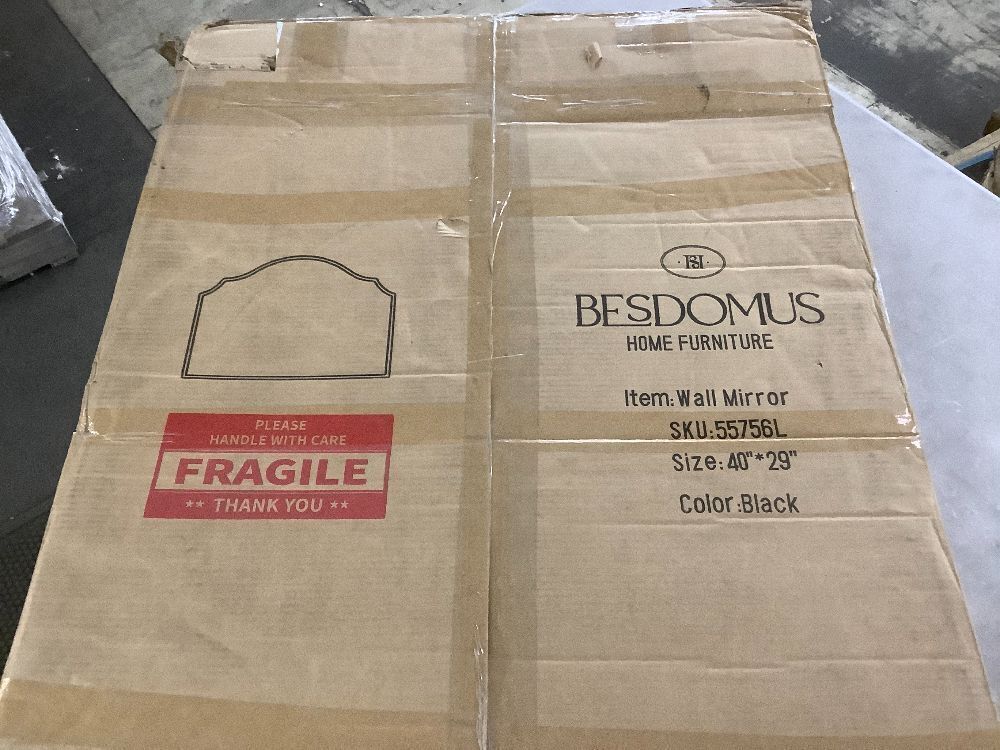 PLEASE
HANDLE WITH CARE
FRAGILE
** THANK YOU **
BESDOMUS
HOME FURNITURE
Item:Wall Mirror
SKU:55756L
Size:40"*29"
Color:Black